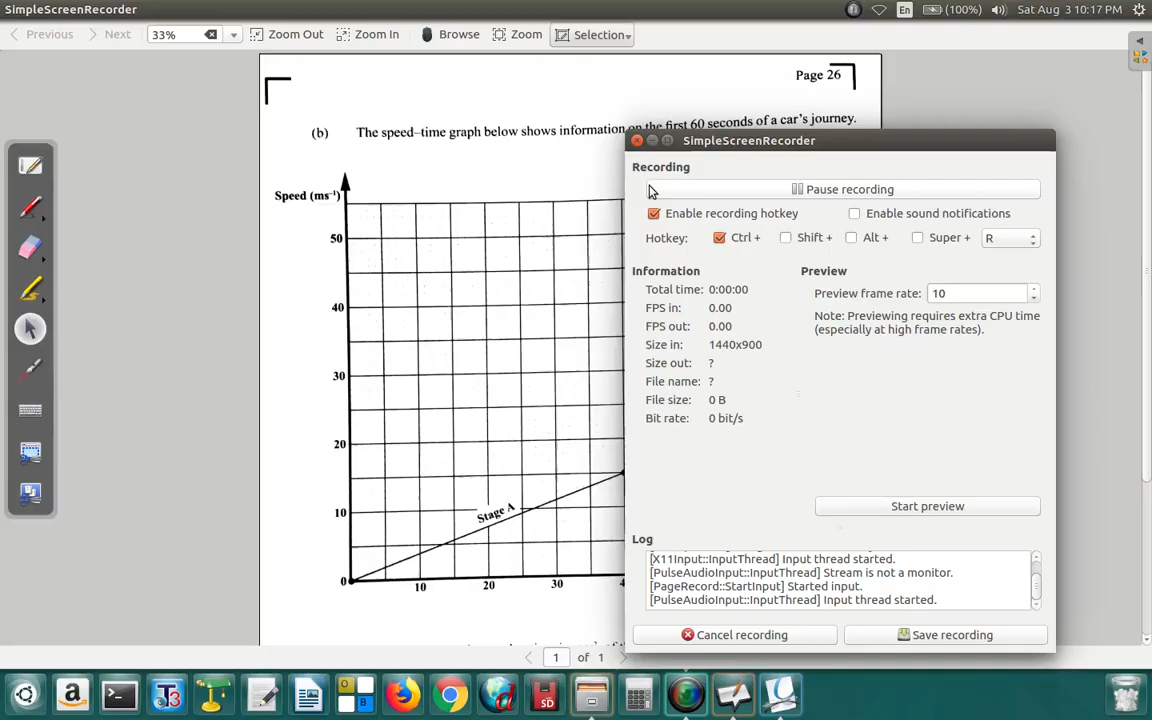 SimpleScreenRecorder
En
(100%)
Sat Aug 3 10:17 PM
Previous
Next
33%
Zoom Out
Zoom In
Browse
Zoom
Selection
Page 26
(b) The speed–time graph below shows information on the first 60 seconds of a car's journey.
Speed (ms⁻¹)
50
40
30
20
10
0
10
20
30
Stage A
SimpleScreenRecorder
Recording
Pause recording
Enable recording hotkey
Enable sound notifications
Hotkey:
Ctrl +
Shift +
Alt +
Super +
R
Information
Total time: 0:00:00
FPS in: 0.00
FPS out: 0.00
Size in: 1440x900
Size out: ?
File name: ?
File size: 0 B
Bit rate: 0 bit/s
Preview
Preview frame rate: 10
Note: Previewing requires extra CPU time
(especially at high frame rates).
Start preview
Log
[X11Input::InputThread] Input thread started.
[PulseAudioInput::InputThread] Stream is not a monitor.
[PageRecord::StartInput] Started input.
[PulseAudioInput::InputThread] Input thread started.
Cancel recording
Save recording
1 of 1